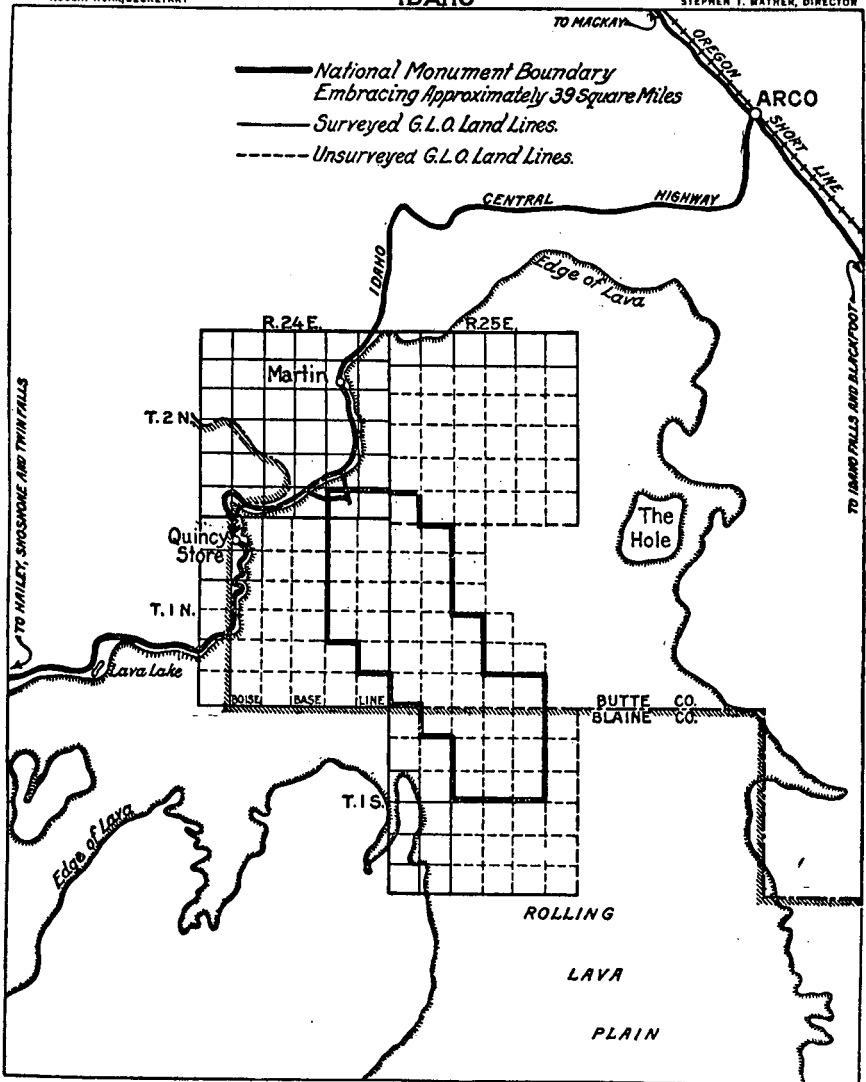 IDAHO
STEPHEN T. MATHER, DIRECTOR
TO MACKAY
OREGON SHORT LINE
National Monument Boundary
Embracing Approximately 39 Square Miles
ARCO
Surveyed G.L.O. Land Lines.
Unsurveyed G.L.O. Land Lines.
CENTRAL HIGHWAY
IDAHO
Edge of Lava
R.24E.
R.25E.
Martin
TO HAILEY, SHOSHONE AND TWIN FALLS
TO IDAHO FALLS AND BLACKFOOT
T.2 N.
The
Hole
Quincy
Store
T.1 N.
Lava Lake
BOISE BASE LINE
BUTTE CO.
BLAINE CO.
T.1 S.
Edge of Lava
ROLLING
LAVA
PLAIN